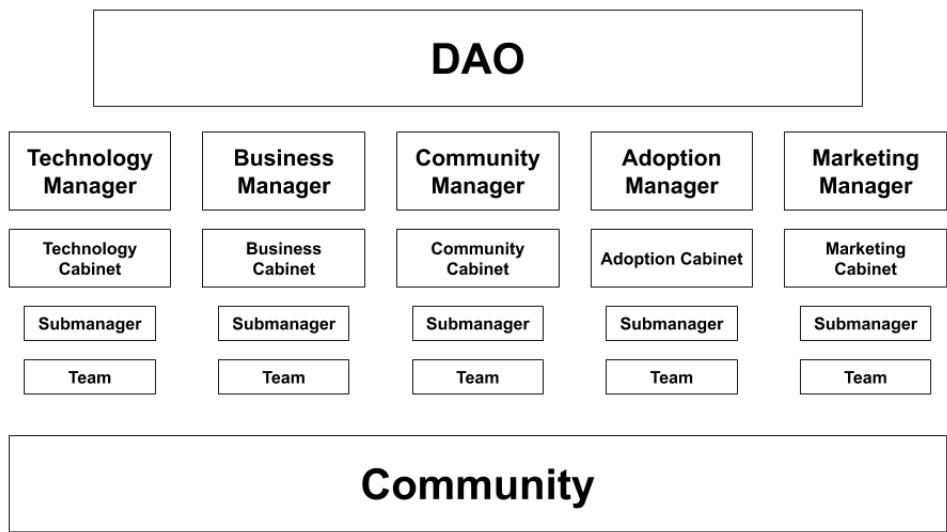 DAO
Technology
Manager
Business
Manager
Community
Manager
Adoption
Manager
Marketing
Manager
Technology
Cabinet
Business
Cabinet
Community
Cabinet
Adoption Cabinet
Marketing
Cabinet
Submanager
Submanager
Submanager
Submanager
Submanager
Team
Team
Team
Team
Team
Community